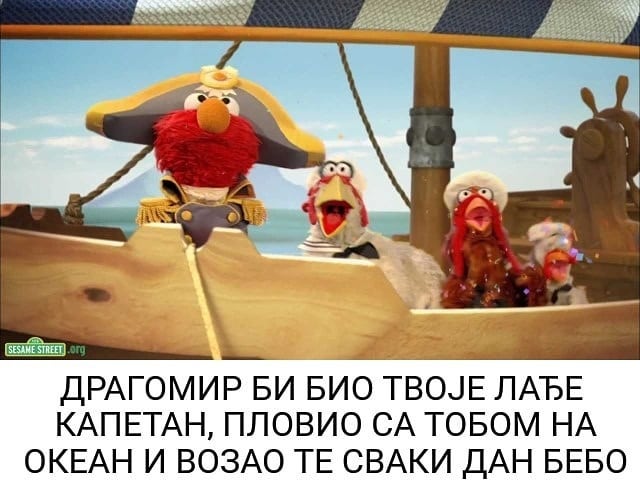 SESAME STREET.org
ДРАГОМИР БИ БИО ТВОЈЕ ЛАЂЕ
КАПЕТАН, ПЛОВИО СА ТОБОМ НА
ОКЕАН И ВОЗАО ТЕ СВАКИ ДАН БЕБО